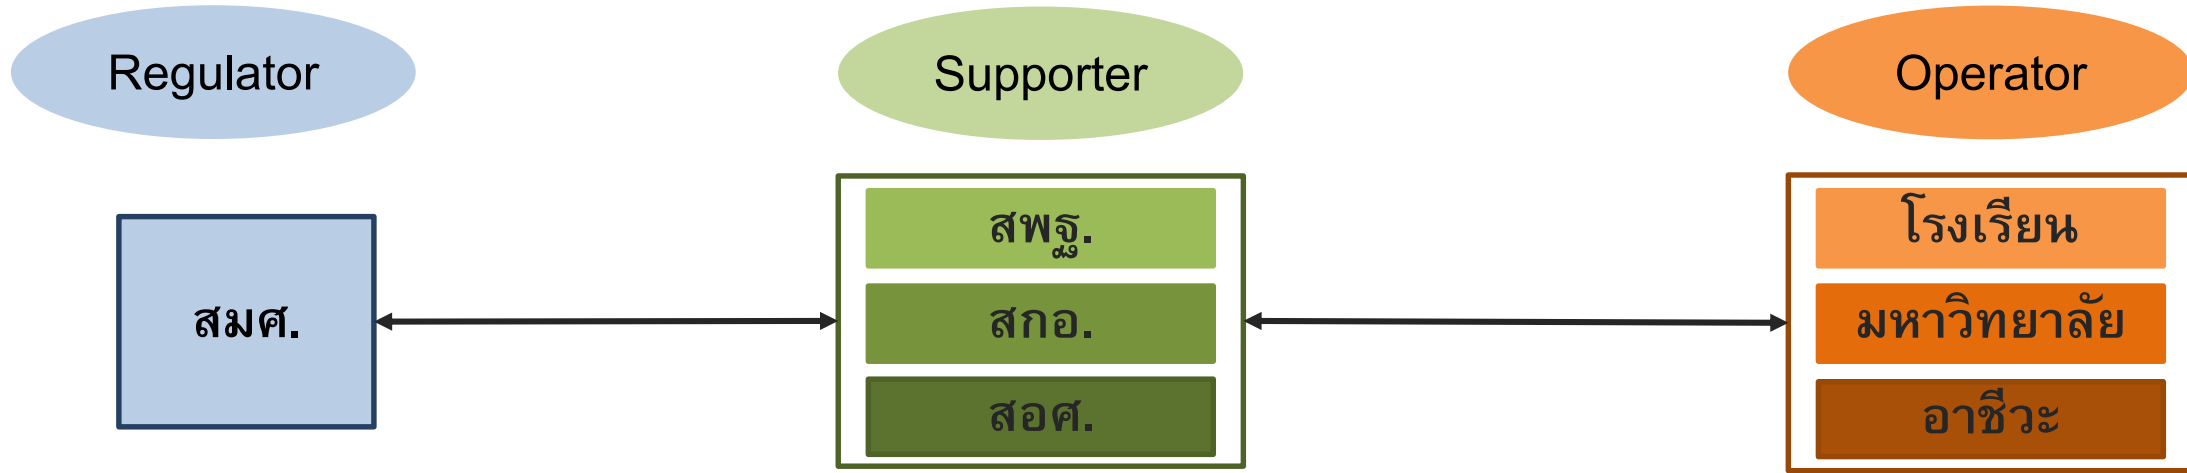 Regulator
Supporter
Operator
สมศ.
สพฐ.
สกอ.
สอศ.
โรงเรียน
มหาวิทยาลัย
อาชีวะ